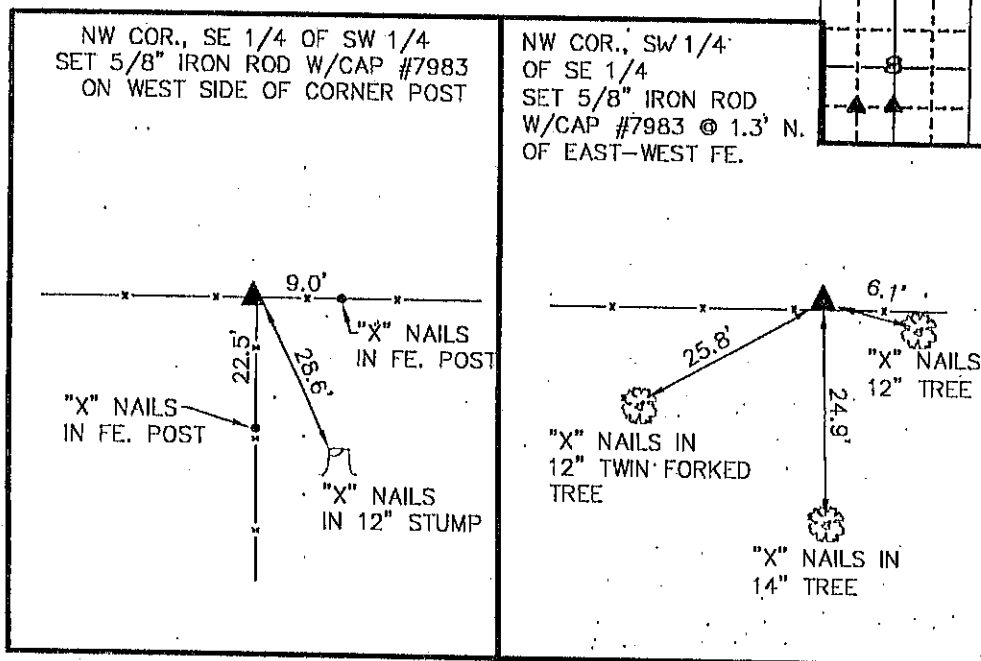 NW COR., SE 1/4 OF SW 1/4
SET 5/8" IRON ROD W/CAP #7983
ON WEST SIDE OF CORNER POST
9.0'
"X" NAILS
IN FE. POST
22.5'
28.6'
"X" NAILS
IN FE. POST
"X" NAILS
IN 12" STUMP
NW COR., SW 1/4
OF SE 1/4
SET 5/8" IRON ROD
W/CAP #7983 @ 1.3' N.
OF EAST-WEST FE.
8
6.1'
"X" NAILS
12" TREE
25.8'
24.9'
"X" NAILS IN
12" TWIN FORKED
TREE
"X" NAILS IN
14" TREE